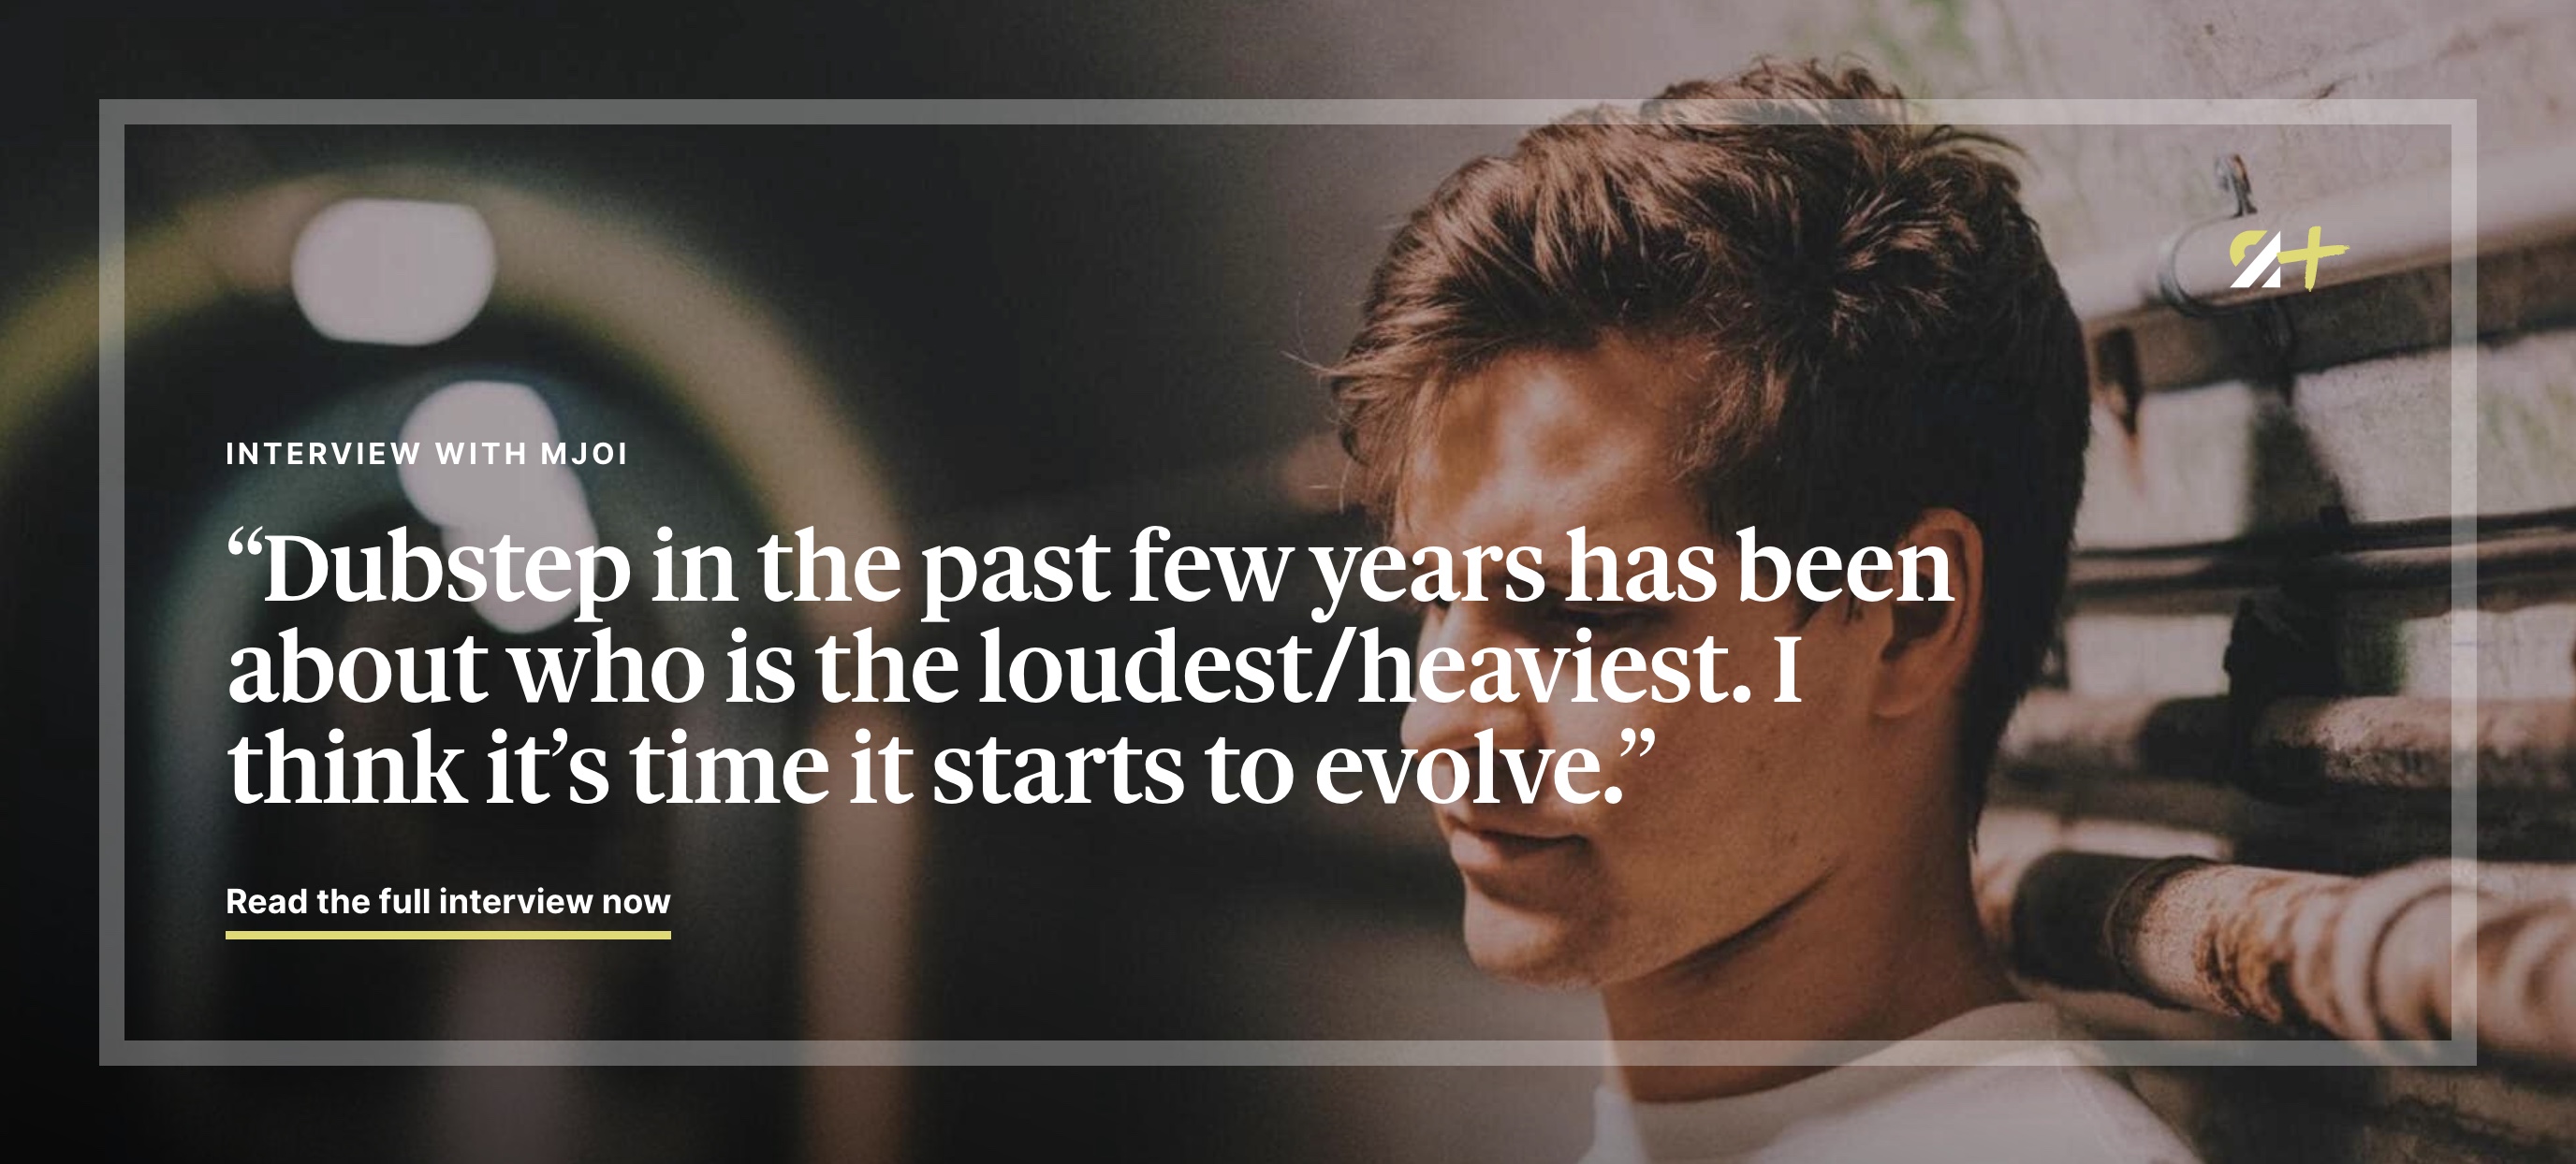 INTERVIEW WITH MJOI
“Dubstep in the past few years has been
about who is the loudest/heaviest. I
think it’s time it starts to evolve.”
Read the full interview now